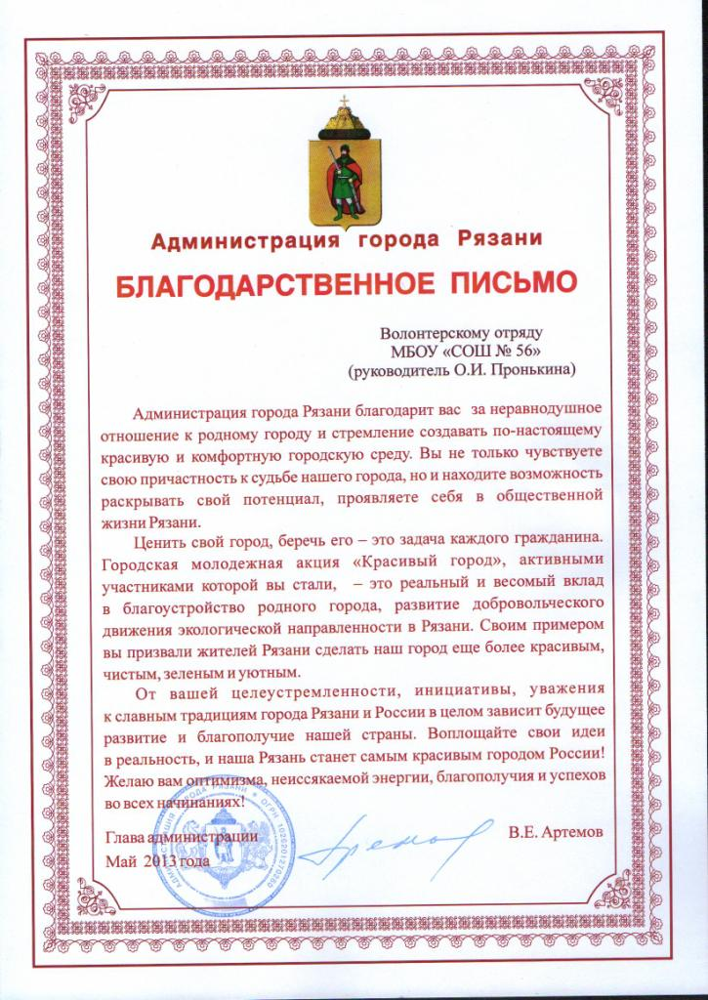 Администрация города Рязани
БЛАГОДАРСТВЕННОЕ ПИСЬМО
Волонтерскому отряду
МБОУ «СОШ № 56»
(руководитель О.И. Пронькина)
Администрация города Рязани благодарит вас за неравнодушное
отношение к родному городу и стремление создавать по-настоящему
красивую и комфортную городскую среду. Вы не только чувствуете
свою причастность к судьбе нашего города, но и находите возможность
раскрывать свой потенциал, проявляете себя в общественной
жизни Рязани.
Ценить свой город, беречь его – это задача каждого гражданина.
Городская молодежная акция «Красивый город», активными
участниками которой вы стали, – это реальный и весомый вклад
в благоустройство родного города, развитие добровольческого
движения экологической направленности в Рязани. Своим примером
вы призвали жителей Рязани сделать наш город еще более красивым,
чистым, зеленым и уютным.
От вашей целеустремленности, инициативы, уважения
к славным традициям города Рязани и России в целом зависит будущее
развитие и благополучие нашей страны. Воплощайте свои идеи
в реальность, и наша Рязань станет самым красивым городом России!
Желаю вам оптимизма, неиссякаемой энергии, благополучия и успехов
во всех начинаниях!
Глава администрации
В.Е. Артемов
Май 2013 года
АДМИНИСТРАЦИЯ ГОРОДА РЯЗАНИ * ОГРН 1026201270260